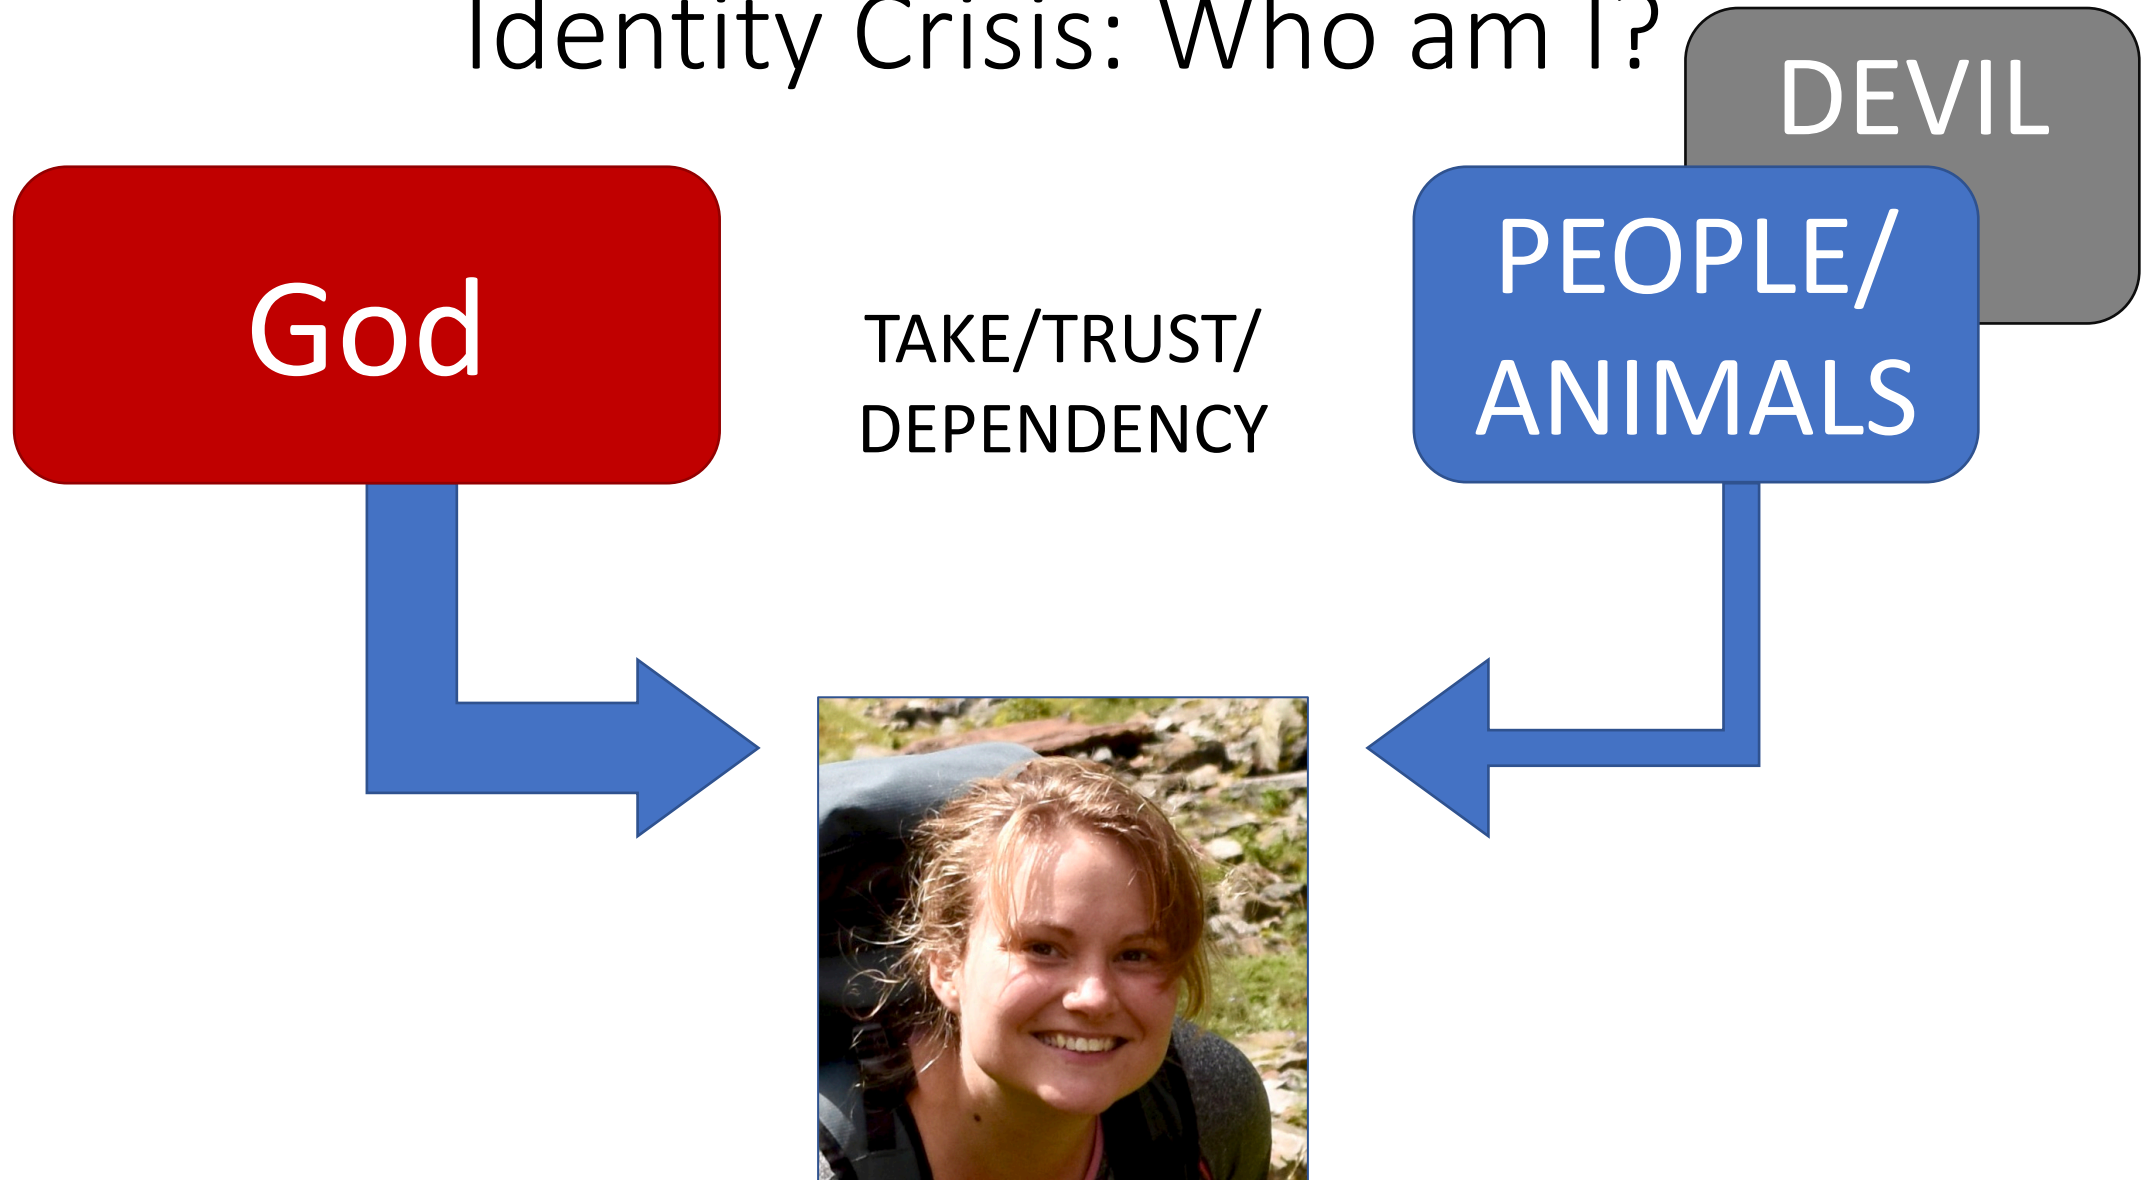 Identity Crisis: Who am I?
DEVIL
God
TAKE/TRUST/
DEPENDENCY
PEOPLE/
ANIMALS